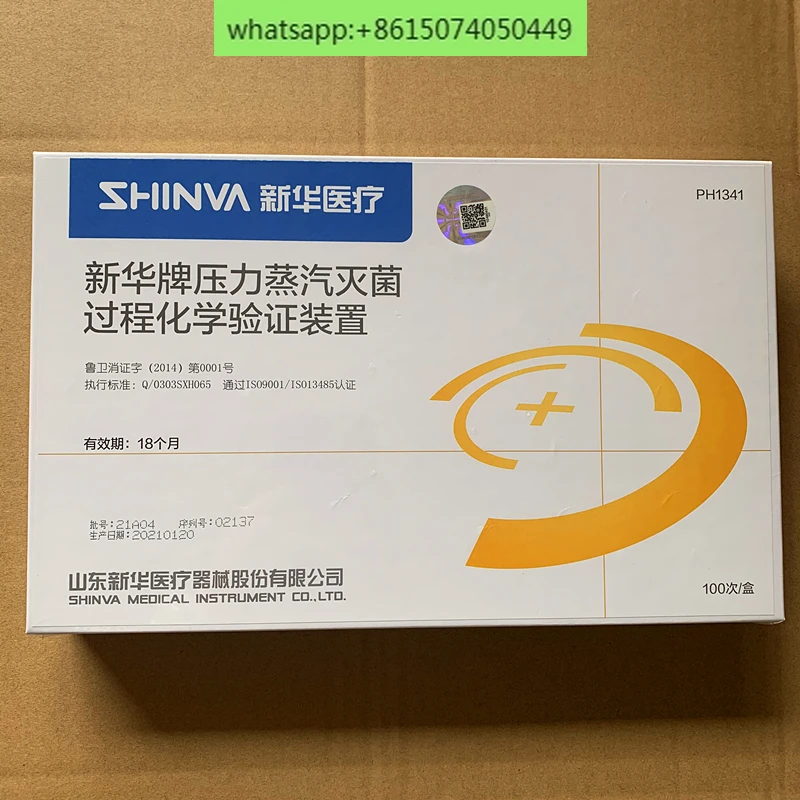 whatsapp:+8615074050449
SHINVA 新华医疗
PH1341
新华牌压力蒸汽灭菌
过程化学验证装置
鲁卫消证字（2014）第0001号
执行标准：Q/0303SXH065 通过ISO9001/ISO13485认证
有效期：18个月
批号:21A04 序列号:02137
生产日期:20210120
山东新华医疗器械股份有限公司
SHINVA MEDICAL INSTRUMENT CO.,LTD.
100次/盒